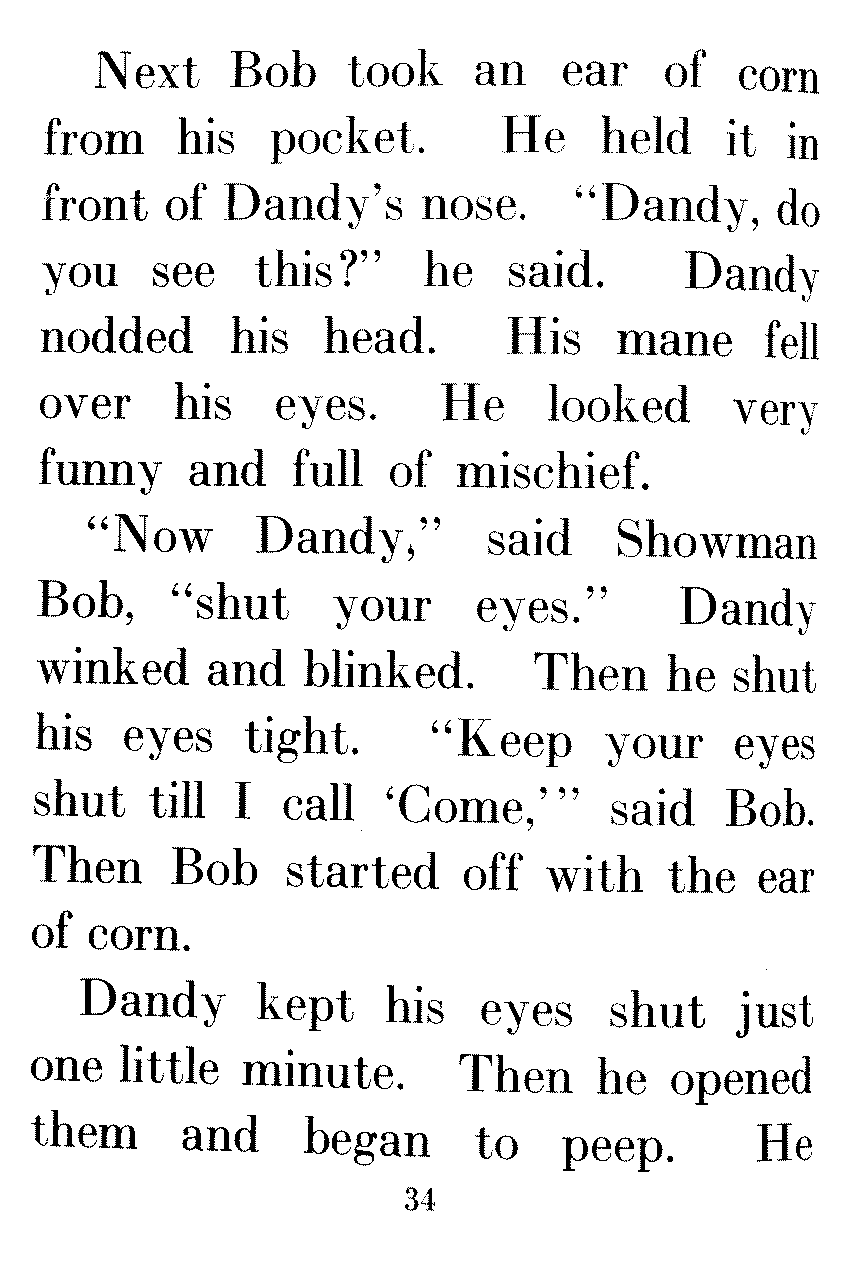 Next Bob took an ear of corn
from his pocket. He held it in
front of Dandy's nose. “Dandy, do
you see this?” he said. Dandy
nodded his head. His mane fell
over his eyes. He looked very
funny and full of mischief.
“Now Dandy,” said Showman
Bob, “shut your eyes.” Dandy
winked and blinked. Then he shut
his eyes tight. “Keep your eyes
shut till I call ‘Come,’” said Bob.
Then Bob started off with the ear
of corn.
Dandy kept his eyes shut just
one little minute. Then he opened
them and began to peep. He
34